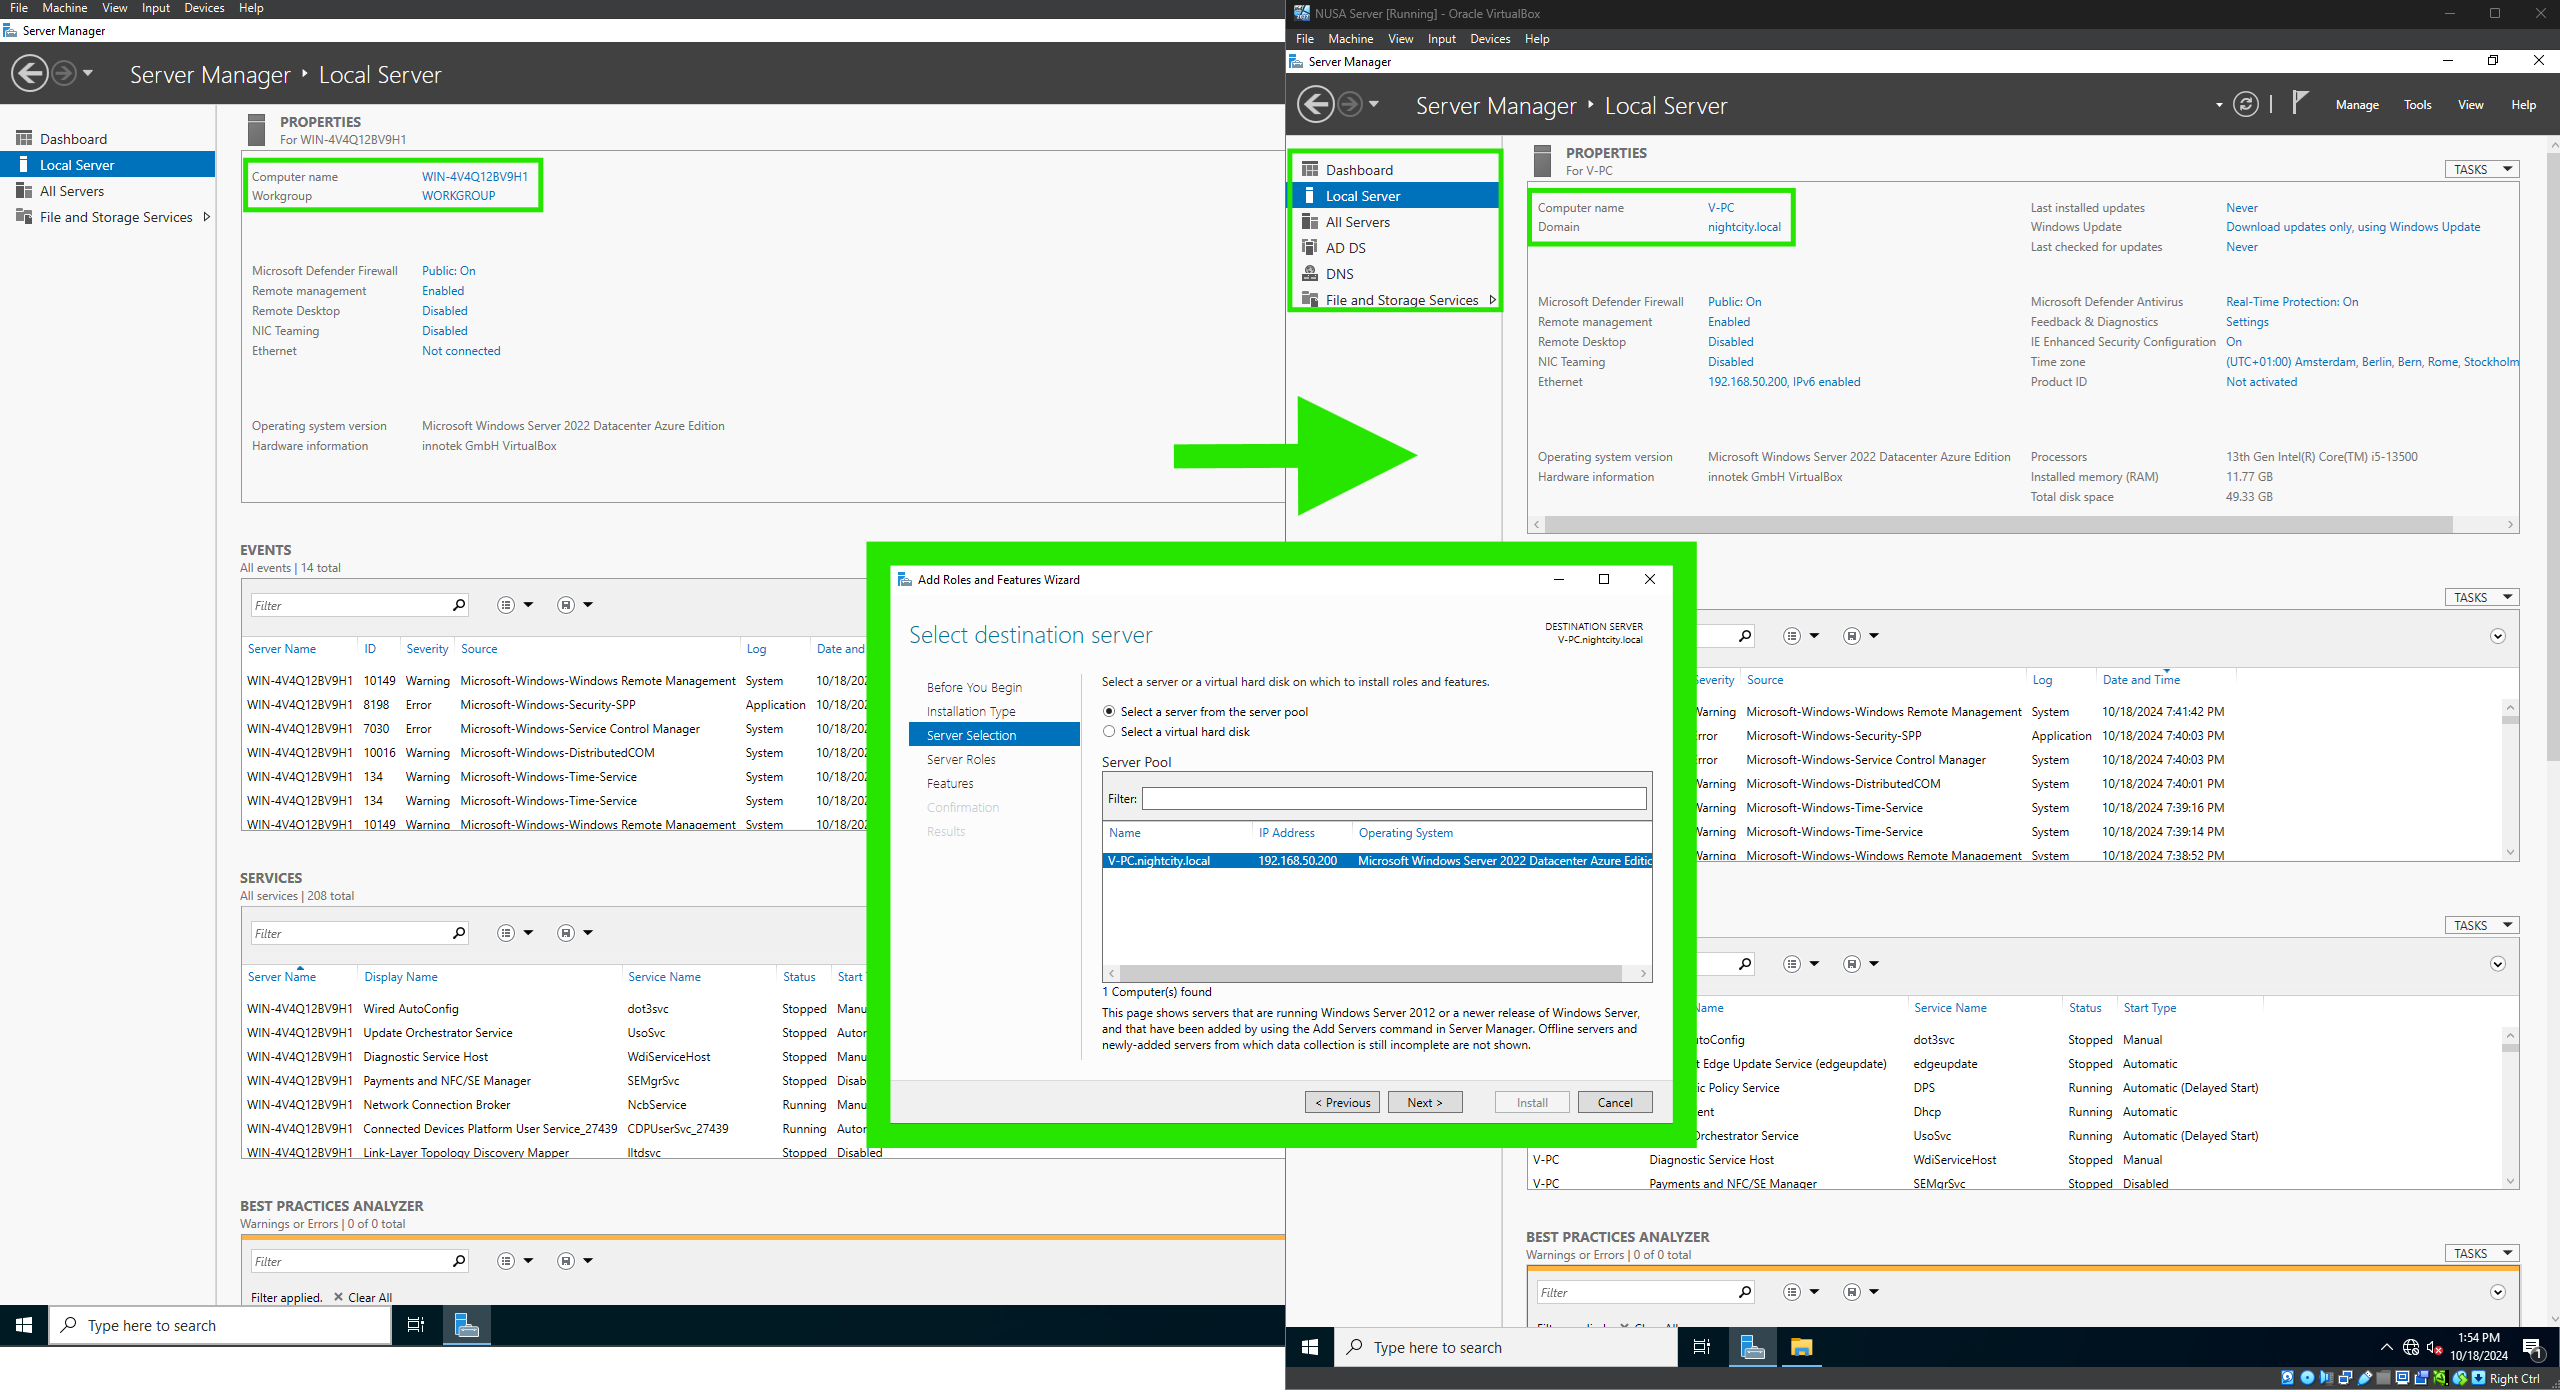 File Machine View Input Devices Help
Server Manager
Server Manager ‣ Local Server
Dashboard
Local Server
All Servers
File and Storage Services
PROPERTIES
For WIN-4V4Q12BV9H1
Computer name WIN-4V4Q12BV9H1
Workgroup WORKGROUP
Microsoft Defender Firewall Public: On
Remote management Enabled
Remote Desktop Disabled
NIC Teaming Disabled
Ethernet Not connected
Operating system version Microsoft Windows Server 2022 Datacenter Azure Edition
Hardware information innotek GmbH VirtualBox
EVENTS
All events | 14 total
Filter
Server Name ID Severity Source Log Date and
WIN-4V4Q12BV9H1 10149 Warning Microsoft-Windows-Windows Remote Management System 10/18/202
WIN-4V4Q12BV9H1 8198 Error Microsoft-Windows-Security-SPP Application 10/18/202
WIN-4V4Q12BV9H1 7030 Error Microsoft-Windows-Service Control Manager System 10/18/202
WIN-4V4Q12BV9H1 10016 Warning Microsoft-Windows-DistributedCOM System 10/18/202
WIN-4V4Q12BV9H1 134 Warning Microsoft-Windows-Time-Service System 10/18/202
WIN-4V4Q12BV9H1 134 Warning Microsoft-Windows-Time-Service System 10/18/202
WIN-4V4Q12BV9H1 10149 Warning Microsoft-Windows-Windows Remote Management System 10/18/202
SERVICES
All services | 208 total
Filter
Server Name Display Name Service Name Status Start
WIN-4V4Q12BV9H1 Wired AutoConfig dot3svc Stopped Manu
WIN-4V4Q12BV9H1 Update Orchestrator Service UsoSvc Stopped Autor
WIN-4V4Q12BV9H1 Diagnostic Service Host WdiServiceHost Stopped Manu
WIN-4V4Q12BV9H1 Payments and NFC/SE Manager SEMgrSvc Stopped Disab
WIN-4V4Q12BV9H1 Network Connection Broker NcbService Running Manu
WIN-4V4Q12BV9H1 Connected Devices Platform User Service_27439 CDPUserSvc_27439 Running Autor
WIN-4V4Q12BV9H1 Link-Layer Topology Discovery Mapper lltdsvc Stopped Disabled
BEST PRACTICES ANALYZER
Warnings or Errors | 0 of 0 total
Filter
Filter applied. ✕ Clear All
Type here to search
NUSA Server [Running] - Oracle VirtualBox
File Machine View Input Devices Help
Server Manager
Server Manager ‣ Local Server
Manage Tools View Help
Dashboard
Local Server
All Servers
AD DS
DNS
File and Storage Services
PROPERTIES
For V-PC
TASKS
Computer name V-PC Last installed updates Never
Domain nightcity.local Windows Update Download updates only, using Windows Update
Last checked for updates Never
Microsoft Defender Firewall Public: On Microsoft Defender Antivirus Real-Time Protection: On
Remote management Enabled Feedback & Diagnostics Settings
Remote Desktop Disabled IE Enhanced Security Configuration On
NIC Teaming Disabled Time zone (UTC+01:00) Amsterdam, Berlin, Bern, Rome, Stockholm
Ethernet 192.168.50.200, IPv6 enabled Product ID Not activated
Operating system version Microsoft Windows Server 2022 Datacenter Azure Edition Processors 13th Gen Intel(R) Core(TM) i5-13500
Hardware information innotek GmbH VirtualBox Installed memory (RAM) 11.77 GB
Total disk space 49.33 GB
TASKS
everity Source Log Date and Time
Warning Microsoft-Windows-Windows Remote Management System 10/18/2024 7:41:42 PM
rror Microsoft-Windows-Security-SPP Application 10/18/2024 7:40:03 PM
rror Microsoft-Windows-Service Control Manager System 10/18/2024 7:40:03 PM
Warning Microsoft-Windows-DistributedCOM System 10/18/2024 7:40:01 PM
Warning Microsoft-Windows-Time-Service System 10/18/2024 7:39:16 PM
Warning Microsoft-Windows-Time-Service System 10/18/2024 7:39:14 PM
Warning Microsoft-Windows-Windows Remote Management System 10/18/2024 7:38:52 PM
TASKS
Name Service Name Status Start Type
toConfig dot3svc Stopped Manual
t Edge Update Service (edgeupdate) edgeupdate Stopped Automatic
ic Policy Service DPS Running Automatic (Delayed Start)
ent Dhcp Running Automatic
Orchestrator Service UsoSvc Running Automatic (Delayed Start)
V-PC Diagnostic Service Host WdiServiceHost Stopped Manual
V-PC Payments and NFC/SE Manager SEMgrSvc Stopped Disabled
BEST PRACTICES ANALYZER
Warnings or Errors | 0 of 0 total
TASKS
Filter
Type here to search
1:54 PM
10/18/2024
1
Right Ctrl
Add Roles and Features Wizard
Select destination server
DESTINATION SERVER
V-PC.nightcity.local
Before You Begin
Installation Type
Server Selection
Server Roles
Features
Confirmation
Results
Select a server or a virtual hard disk on which to install roles and features.
Select a server from the server pool
Select a virtual hard disk
Server Pool
Filter:
Name IP Address Operating System
V-PC.nightcity.local 192.168.50.200 Microsoft Windows Server 2022 Datacenter Azure Editic
1 Computer(s) found
This page shows servers that are running Windows Server 2012 or a newer release of Windows Server,
and that have been added by using the Add Servers command in Server Manager. Offline servers and
newly-added servers from which data collection is still incomplete are not shown.
< Previous Next > Install Cancel